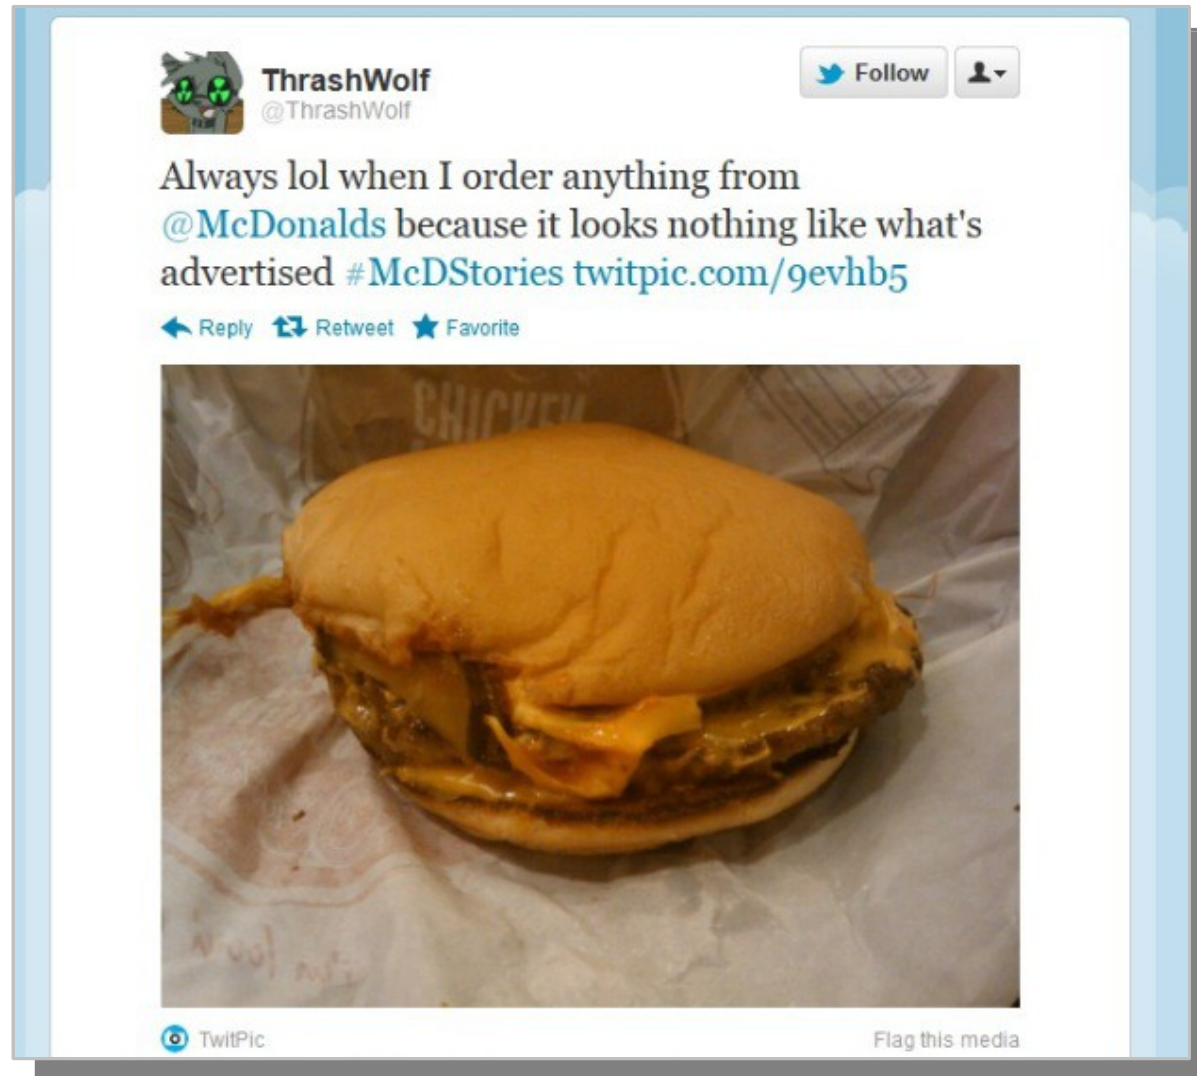 ThrashWolf
Follow
@ThrashWolf
Always lol when I order anything from
@McDonalds because it looks nothing like what's
advertised #McDStories twitpic.com/9evhb5
Reply Retweet Favorite
CHICKEN
TwitPic
Flag this media